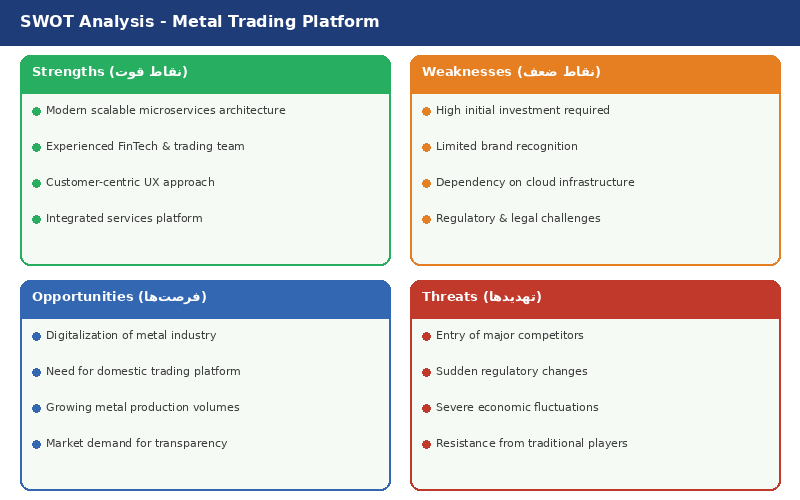 SWOT Analysis - Metal Trading Platform
Strengths (نقاط قوت)
Modern scalable microservices architecture
Experienced FinTech & trading team
Customer-centric UX approach
Integrated services platform
Weaknesses (نقاط ضعف)
High initial investment required
Limited brand recognition
Dependency on cloud infrastructure
Regulatory & legal challenges
Opportunities (فرصت‌ها)
Digitalization of metal industry
Need for domestic trading platform
Growing metal production volumes
Market demand for transparency
Threats (تهدیدها)
Entry of major competitors
Sudden regulatory changes
Severe economic fluctuations
Resistance from traditional players